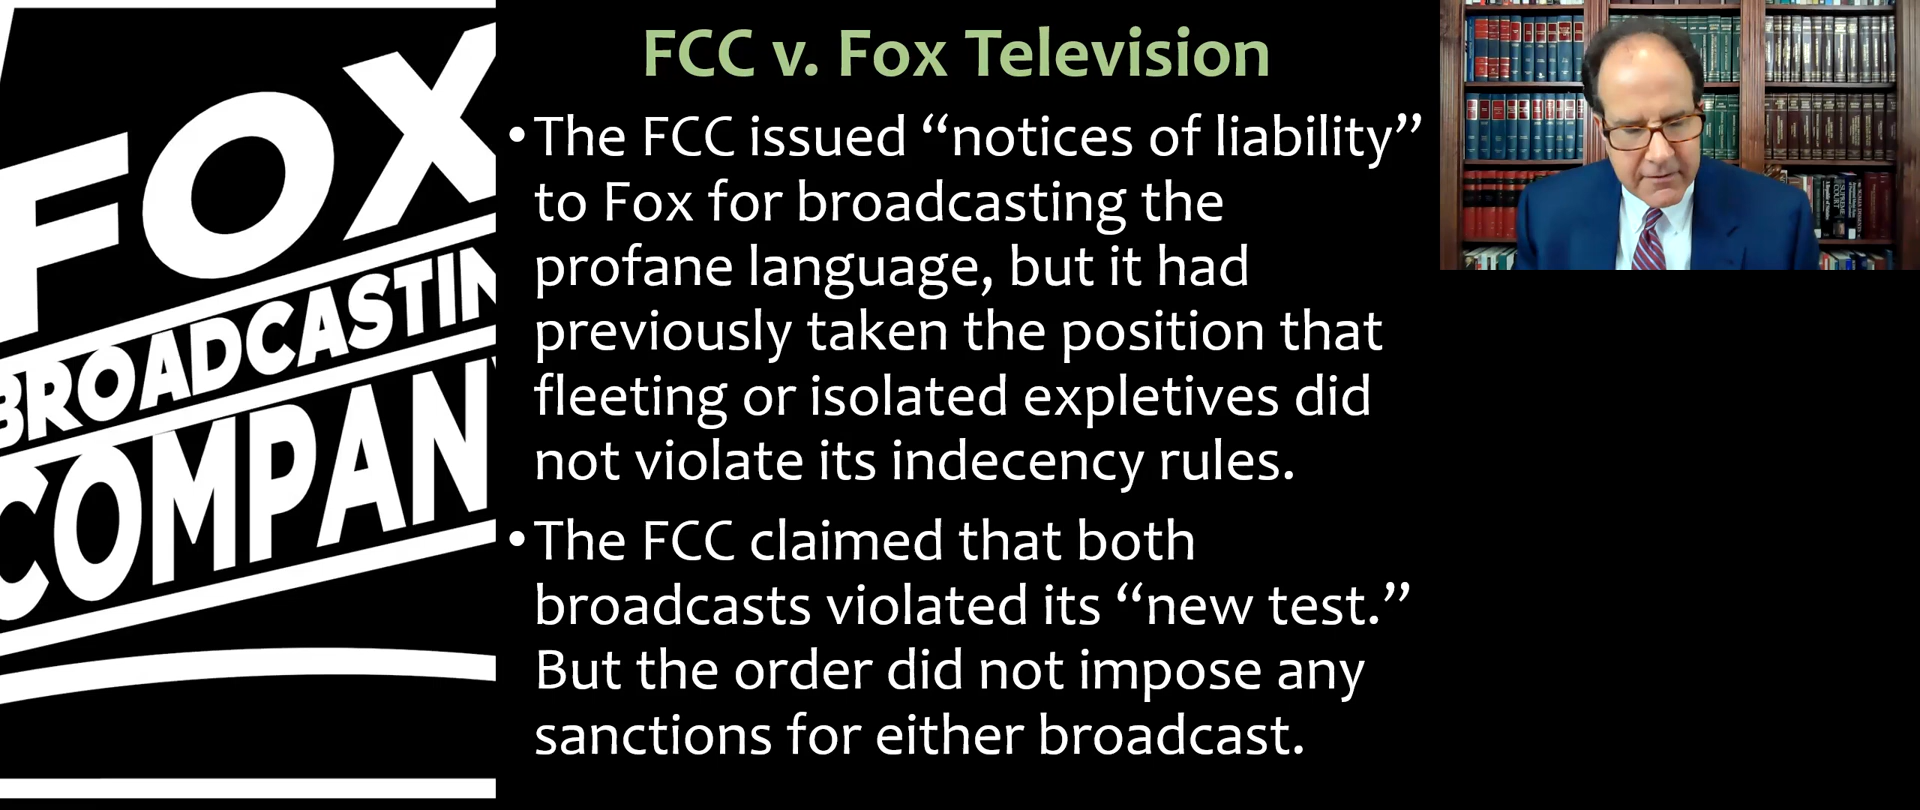 FOX
BROADCASTIN
COMPAN
FCC v. Fox Television
•The FCC issued “notices of liability”
to Fox for broadcasting the
profane language, but it had
previously taken the position that
fleeting or isolated expletives did
not violate its indecency rules.
•The FCC claimed that both
broadcasts violated its “new test.”
But the order did not impose any
sanctions for either broadcast.
SUPREME
COURT